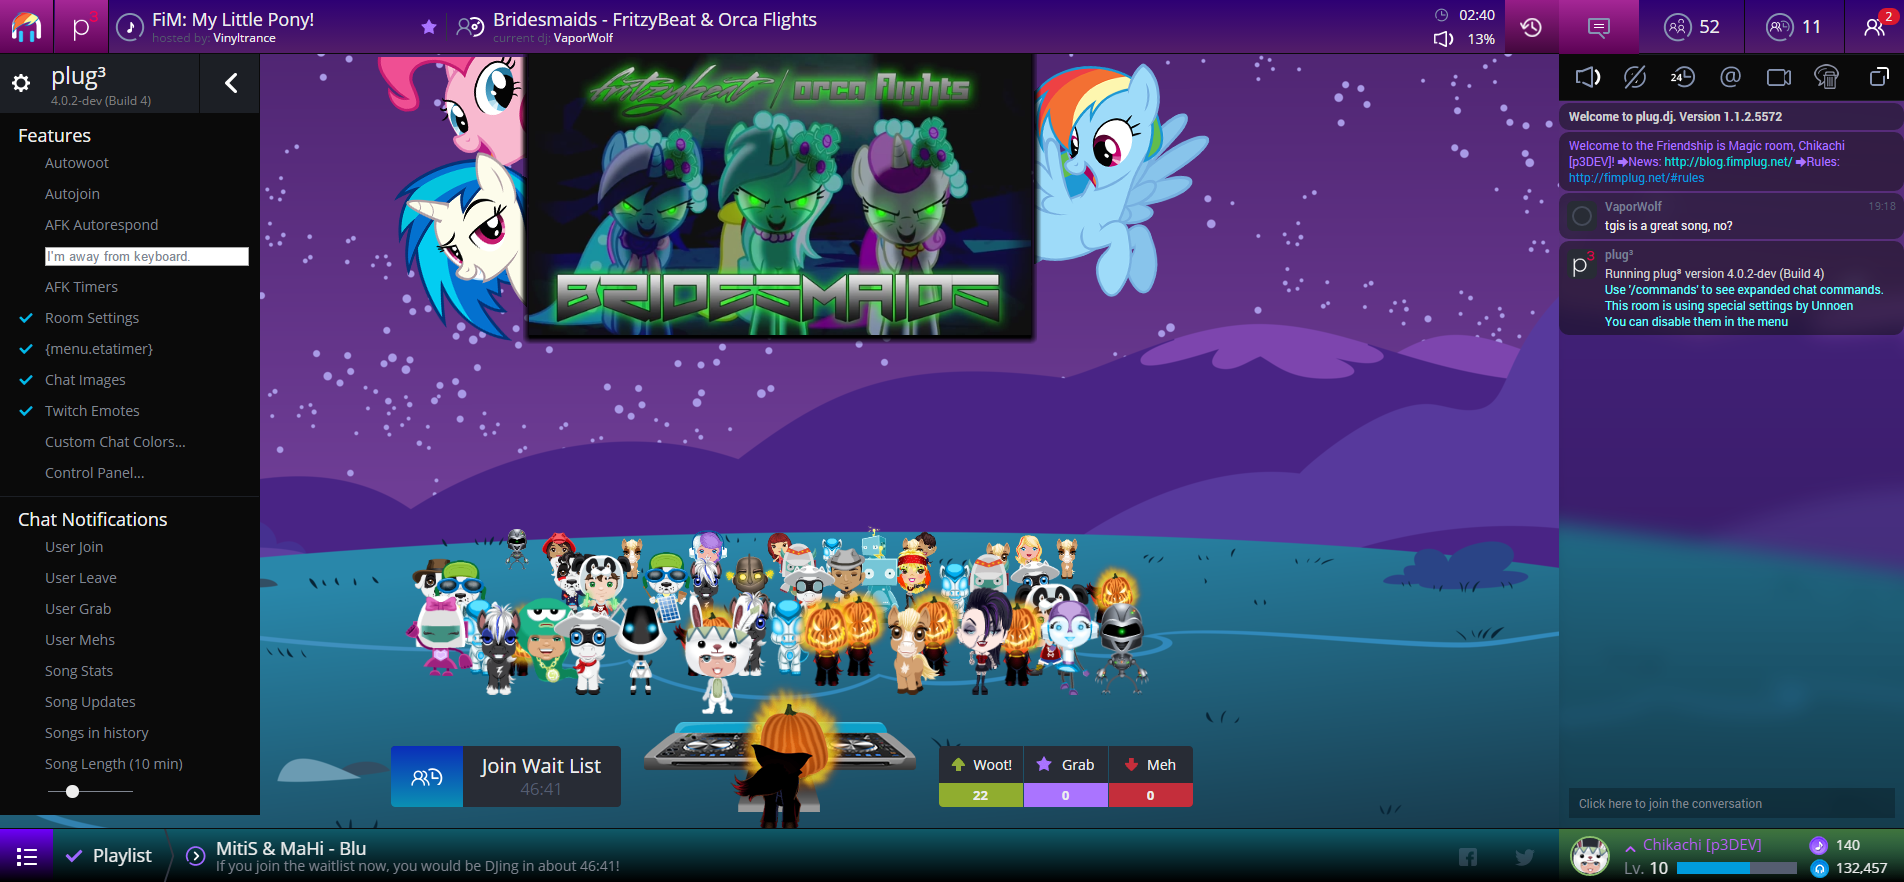 p3
FiM: My Little Pony!
hosted by: Vinyltrance
Bridesmaids - FritzyBeat & Orca Flights
current dj: VaporWolf
02:40
13%
52
11
2
plug³
4.0.2-dev (Build 4)
Features
Autowoot
Autojoin
AFK Autorespond
I'm away from keyboard.
AFK Timers
Room Settings
{menu.etatimer}
Chat Images
Twitch Emotes
Custom Chat Colors...
Control Panel...
Chat Notifications
User Join
User Leave
User Grab
User Mehs
Song Stats
Song Updates
Songs in history
Song Length (10 min)
fritzybeat / orca flights
BRIDESMAIDS
24
@
Welcome to plug.dj. Version 1.1.2.5572
Welcome to the Friendship is Magic room, Chikachi
[p3DEV]! ➡News: http://blog.fimplug.net/ ➡Rules:
http://fimplug.net/#rules
VaporWolf 19:18
tgis is a great song, no?
p3
plug³
Running plug³ version 4.0.2-dev (Build 4)
Use '/commands' to see expanded chat commands.
This room is using special settings by Unnoen
You can disable them in the menu
Join Wait List
46:41
Woot!
Grab
Meh
22
0
0
Click here to join the conversation
Playlist
MitiS & MaHi - Blu
If you join the waitlist now, you would be DJing in about 46:41!
Chikachi [p3DEV]
140
Lv. 10
132,457